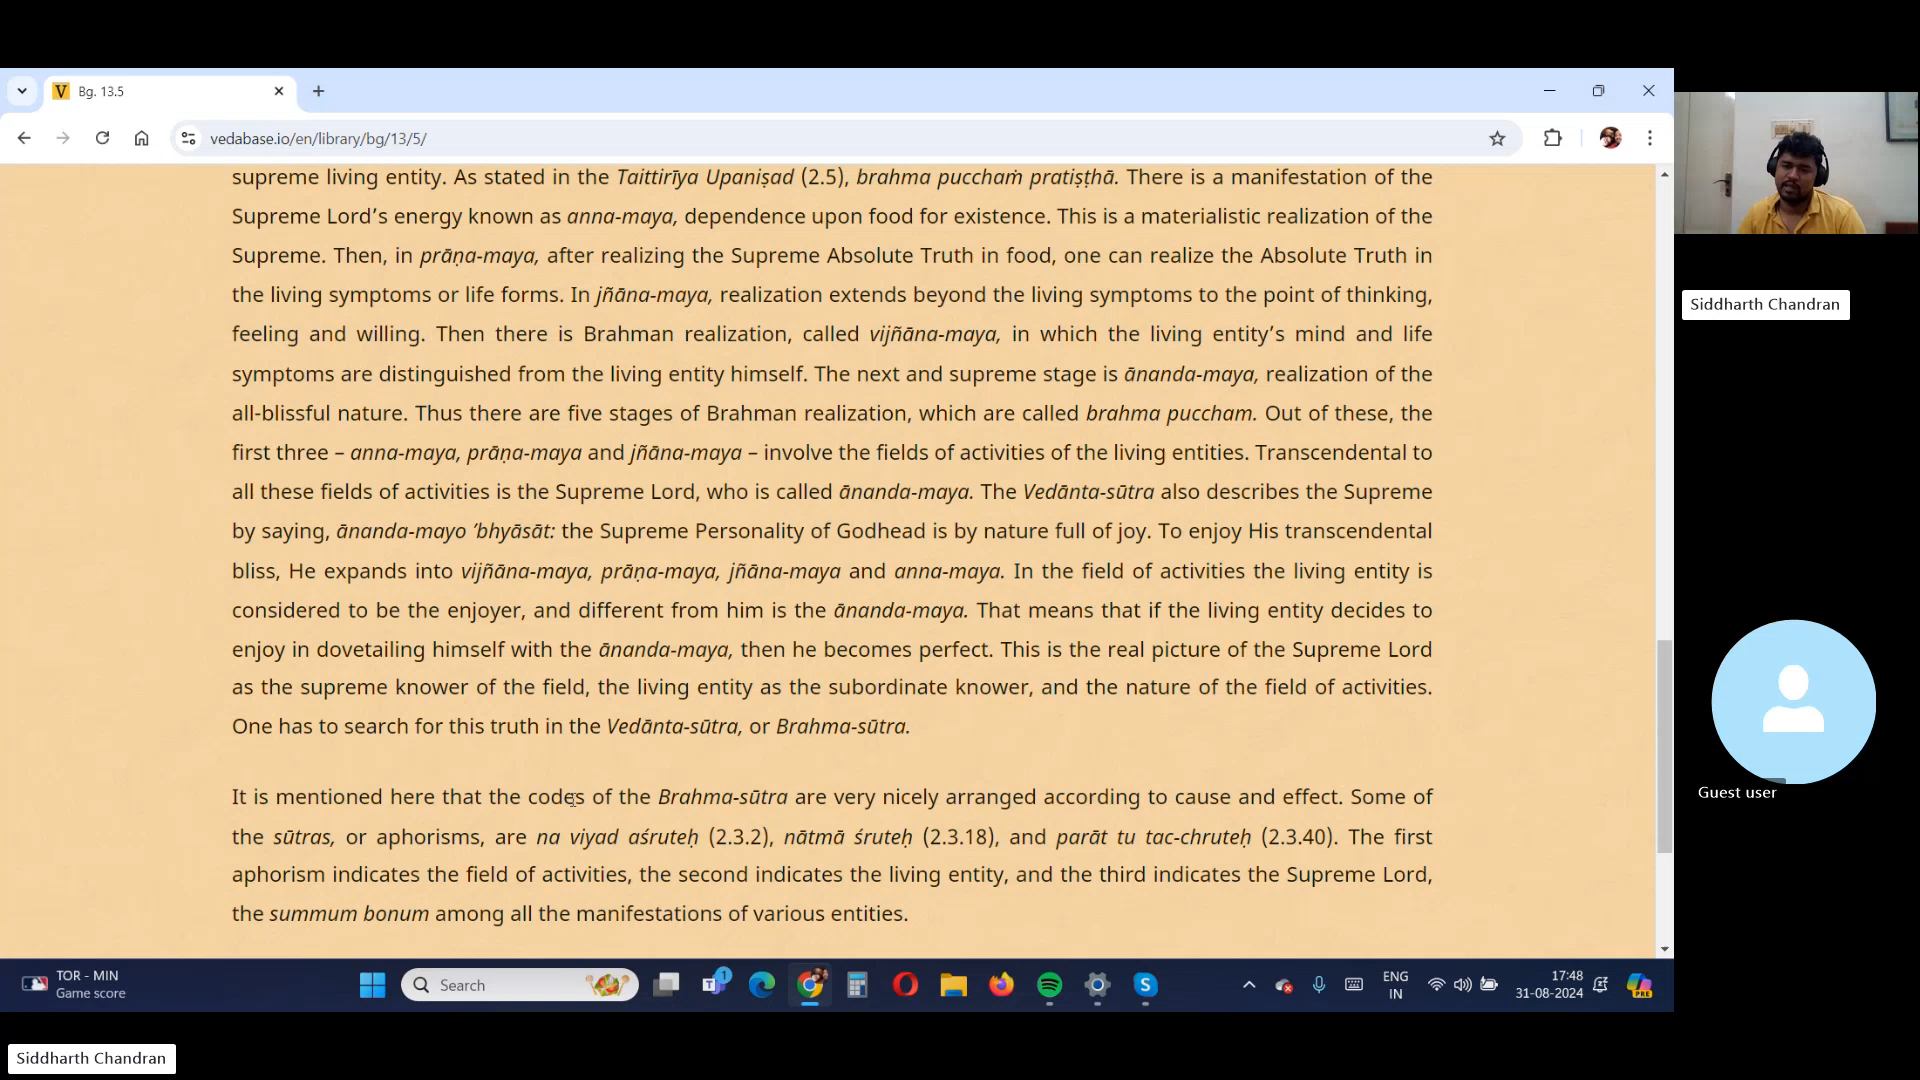 Bg. 13.5
vedabase.io/en/library/bg/13/5/
supreme living entity. As stated in the Taittirīya Upaniṣad (2.5), brahma pucchaṁ pratiṣṭhā. There is a manifestation of the
Supreme Lord’s energy known as anna-maya, dependence upon food for existence. This is a materialistic realization of the
Supreme. Then, in prāṇa-maya, after realizing the Supreme Absolute Truth in food, one can realize the Absolute Truth in
the living symptoms or life forms. In jñāna-maya, realization extends beyond the living symptoms to the point of thinking,
feeling and willing. Then there is Brahman realization, called vijñāna-maya, in which the living entity’s mind and life
symptoms are distinguished from the living entity himself. The next and supreme stage is ānanda-maya, realization of the
all-blissful nature. Thus there are five stages of Brahman realization, which are called brahma puccham. Out of these, the
first three – anna-maya, prāṇa-maya and jñāna-maya – involve the fields of activities of the living entities. Transcendental to
all these fields of activities is the Supreme Lord, who is called ānanda-maya. The Vedānta-sūtra also describes the Supreme
by saying, ānanda-mayo ’bhyāsāt: the Supreme Personality of Godhead is by nature full of joy. To enjoy His transcendental
bliss, He expands into vijñāna-maya, prāṇa-maya, jñāna-maya and anna-maya. In the field of activities the living entity is
considered to be the enjoyer, and different from him is the ānanda-maya. That means that if the living entity decides to
enjoy in dovetailing himself with the ānanda-maya, then he becomes perfect. This is the real picture of the Supreme Lord
as the supreme knower of the field, the living entity as the subordinate knower, and the nature of the field of activities.
One has to search for this truth in the Vedānta-sūtra, or Brahma-sūtra.
It is mentioned here that the codes of the Brahma-sūtra are very nicely arranged according to cause and effect. Some of
the sūtras, or aphorisms, are na viyad aśruteḥ (2.3.2), nātmā śruteḥ (2.3.18), and parāt tu tac-chruteḥ (2.3.40). The first
aphorism indicates the field of activities, the second indicates the living entity, and the third indicates the Supreme Lord,
the summum bonum among all the manifestations of various entities.
Siddharth Chandran
Guest user
TOR - MIN
Game score
Search
1
ENG
IN
17:48
31-08-2024
PRE
Siddharth Chandran